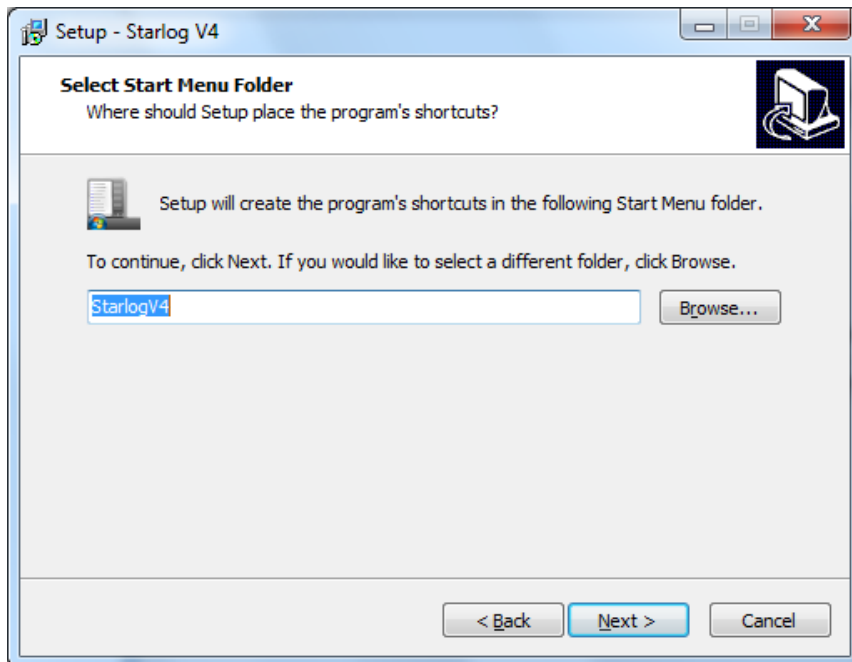 Setup - Starlog V4
Select Start Menu Folder
Where should Setup place the program's shortcuts?
Setup will create the program's shortcuts in the following Start Menu folder.
To continue, click Next. If you would like to select a different folder, click Browse.
StarlogV4
Browse...
< Back
Next >
Cancel